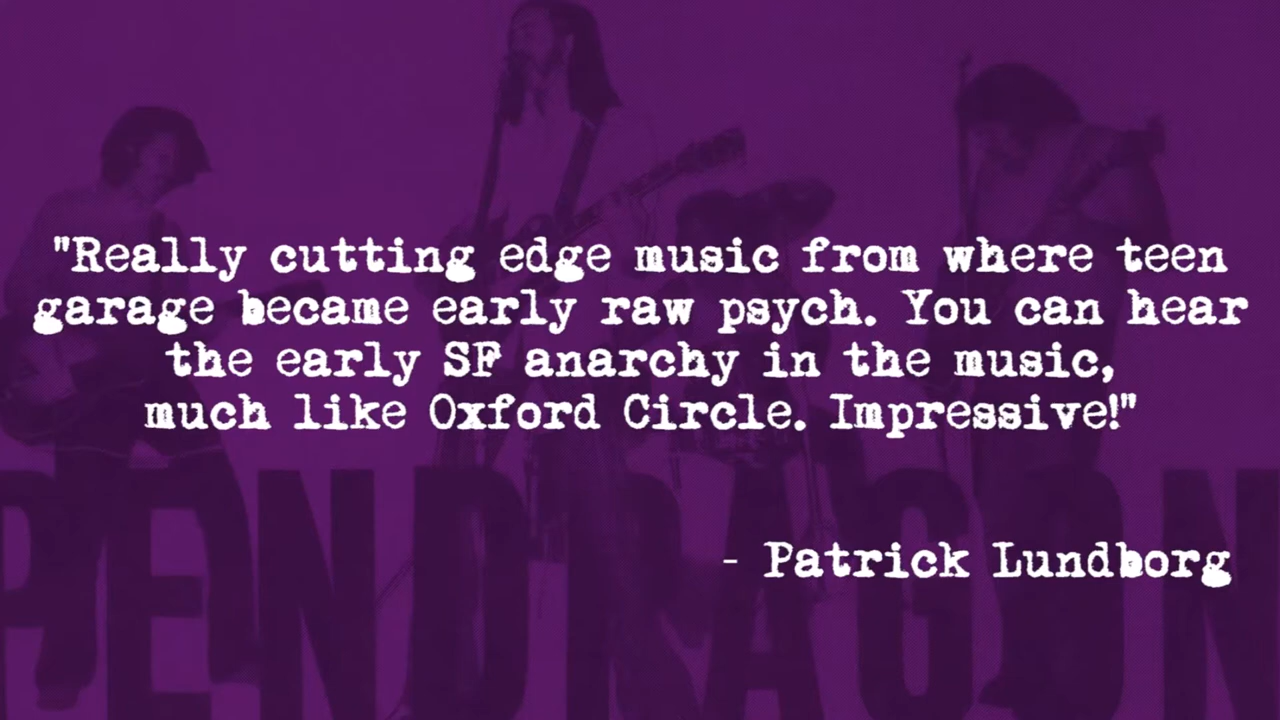 "Really cutting edge music from where teen
garage became early raw psych. You can hear
the early SF anarchy in the music,
much like Oxford Circle. Impressive!"
- Patrick Lundborg
PENDRAGON